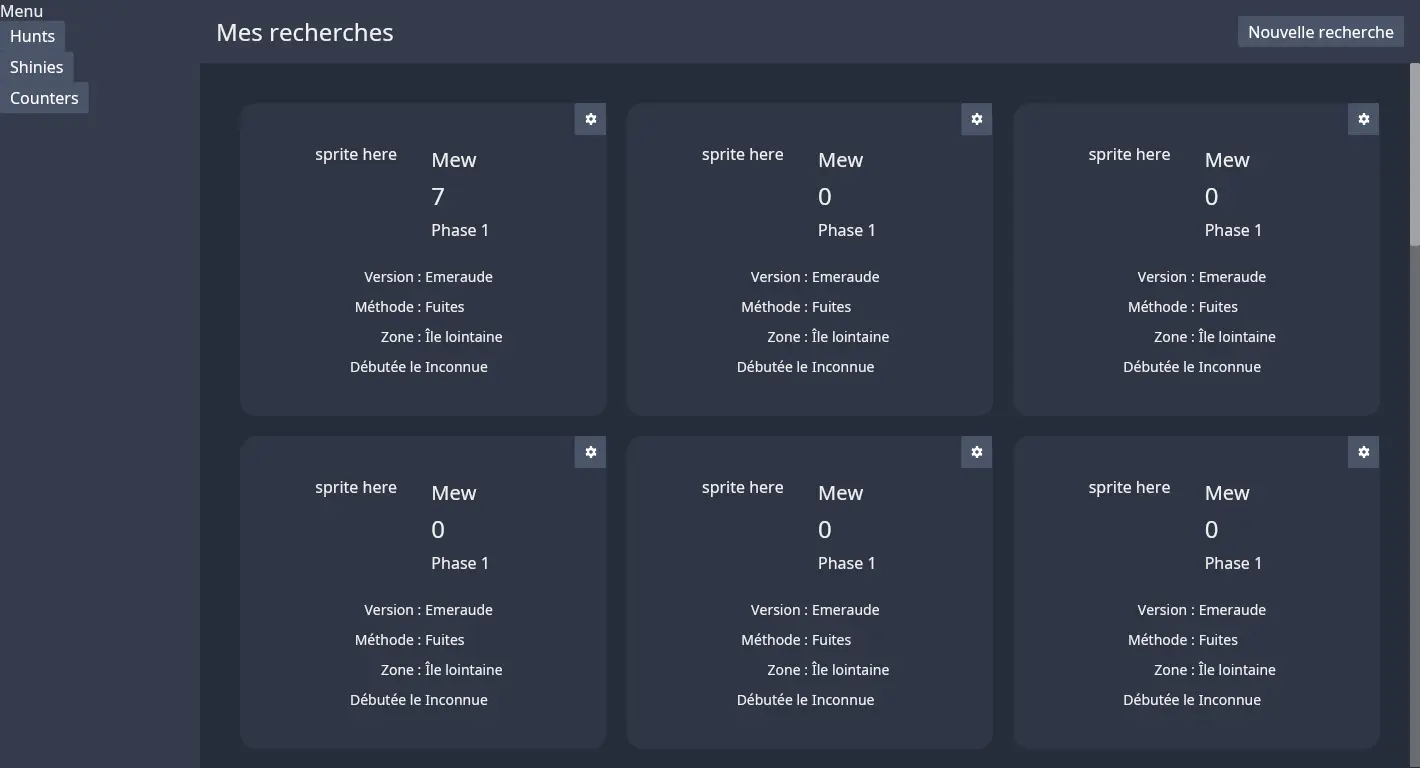 Menu
Hunts
Shinies
Counters
Mes recherches
Nouvelle recherche
sprite here
Mew
7
Phase 1
Version : Emeraude
Méthode : Fuites
Zone : Île lointaine
Débutée le Inconnue
sprite here
Mew
0
Phase 1
Version : Emeraude
Méthode : Fuites
Zone : Île lointaine
Débutée le Inconnue
sprite here
Mew
0
Phase 1
Version : Emeraude
Méthode : Fuites
Zone : Île lointaine
Débutée le Inconnue
sprite here
Mew
0
Phase 1
Version : Emeraude
Méthode : Fuites
Zone : Île lointaine
Débutée le Inconnue
sprite here
Mew
0
Phase 1
Version : Emeraude
Méthode : Fuites
Zone : Île lointaine
Débutée le Inconnue
sprite here
Mew
0
Phase 1
Version : Emeraude
Méthode : Fuites
Zone : Île lointaine
Débutée le Inconnue